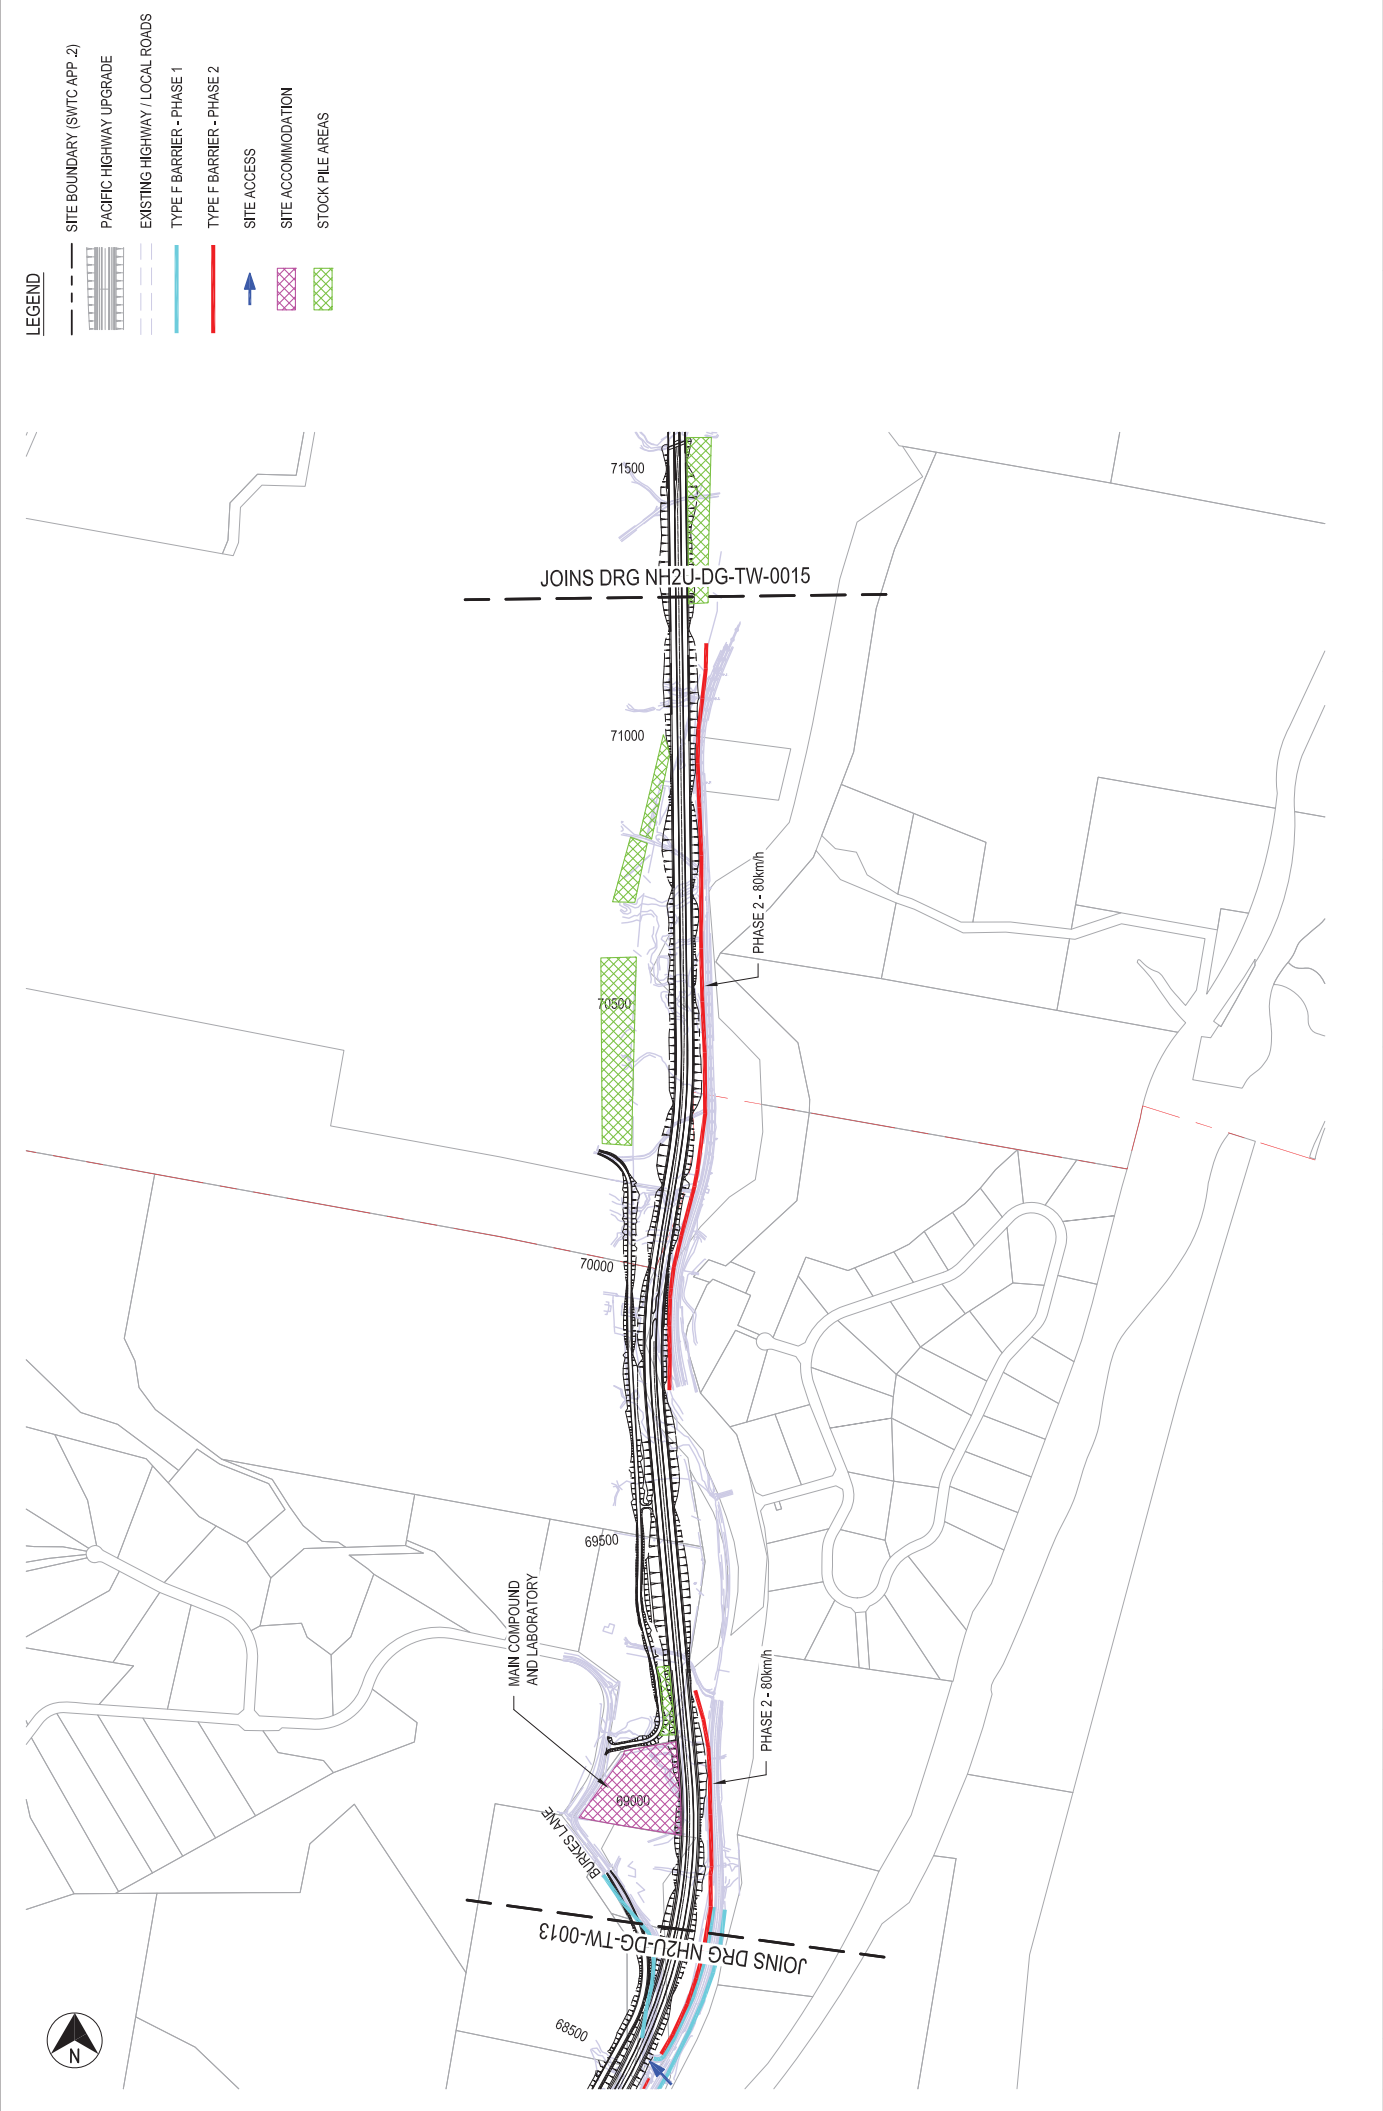 LEGEND
SITE BOUNDARY (SWTC APP .2)
PACIFIC HIGHWAY UPGRADE
EXISTING HIGHWAY / LOCAL ROADS
TYPE F BARRIER - PHASE 1
TYPE F BARRIER - PHASE 2
SITE ACCESS
SITE ACCOMMODATION
STOCK PILE AREAS
71500
JOINS DRG NH2U-DG-TW-0015
71000
PHASE 2 - 80km/h
70500
70000
69500
MAIN COMPOUND
AND LABORATORY
PHASE 2 - 80km/h
69000
BURKES LANE
JOINS DRG NH2U-DG-TW-0013
68500
N